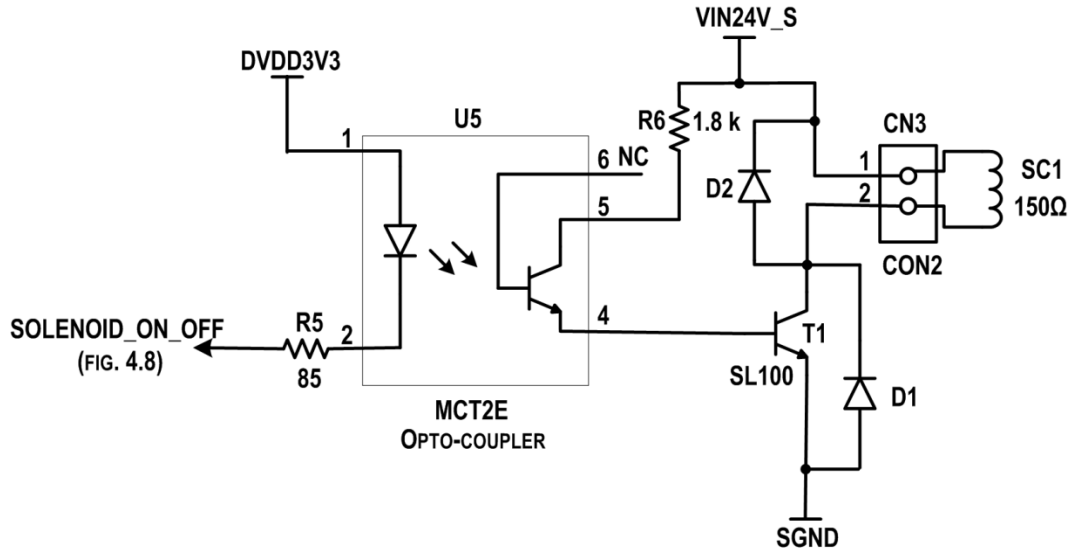 VIN24V_S
DVDD3V3
U5
R6
1.8 k
CN3
1
6 NC
1
SC1
D2
5
2
150Ω
CON2
SOLENOID_ON_OFF
(FIG. 4.8)
R5
2
4
T1
85
SL100
D1
MCT2E
OPTO-COUPLER
SGND